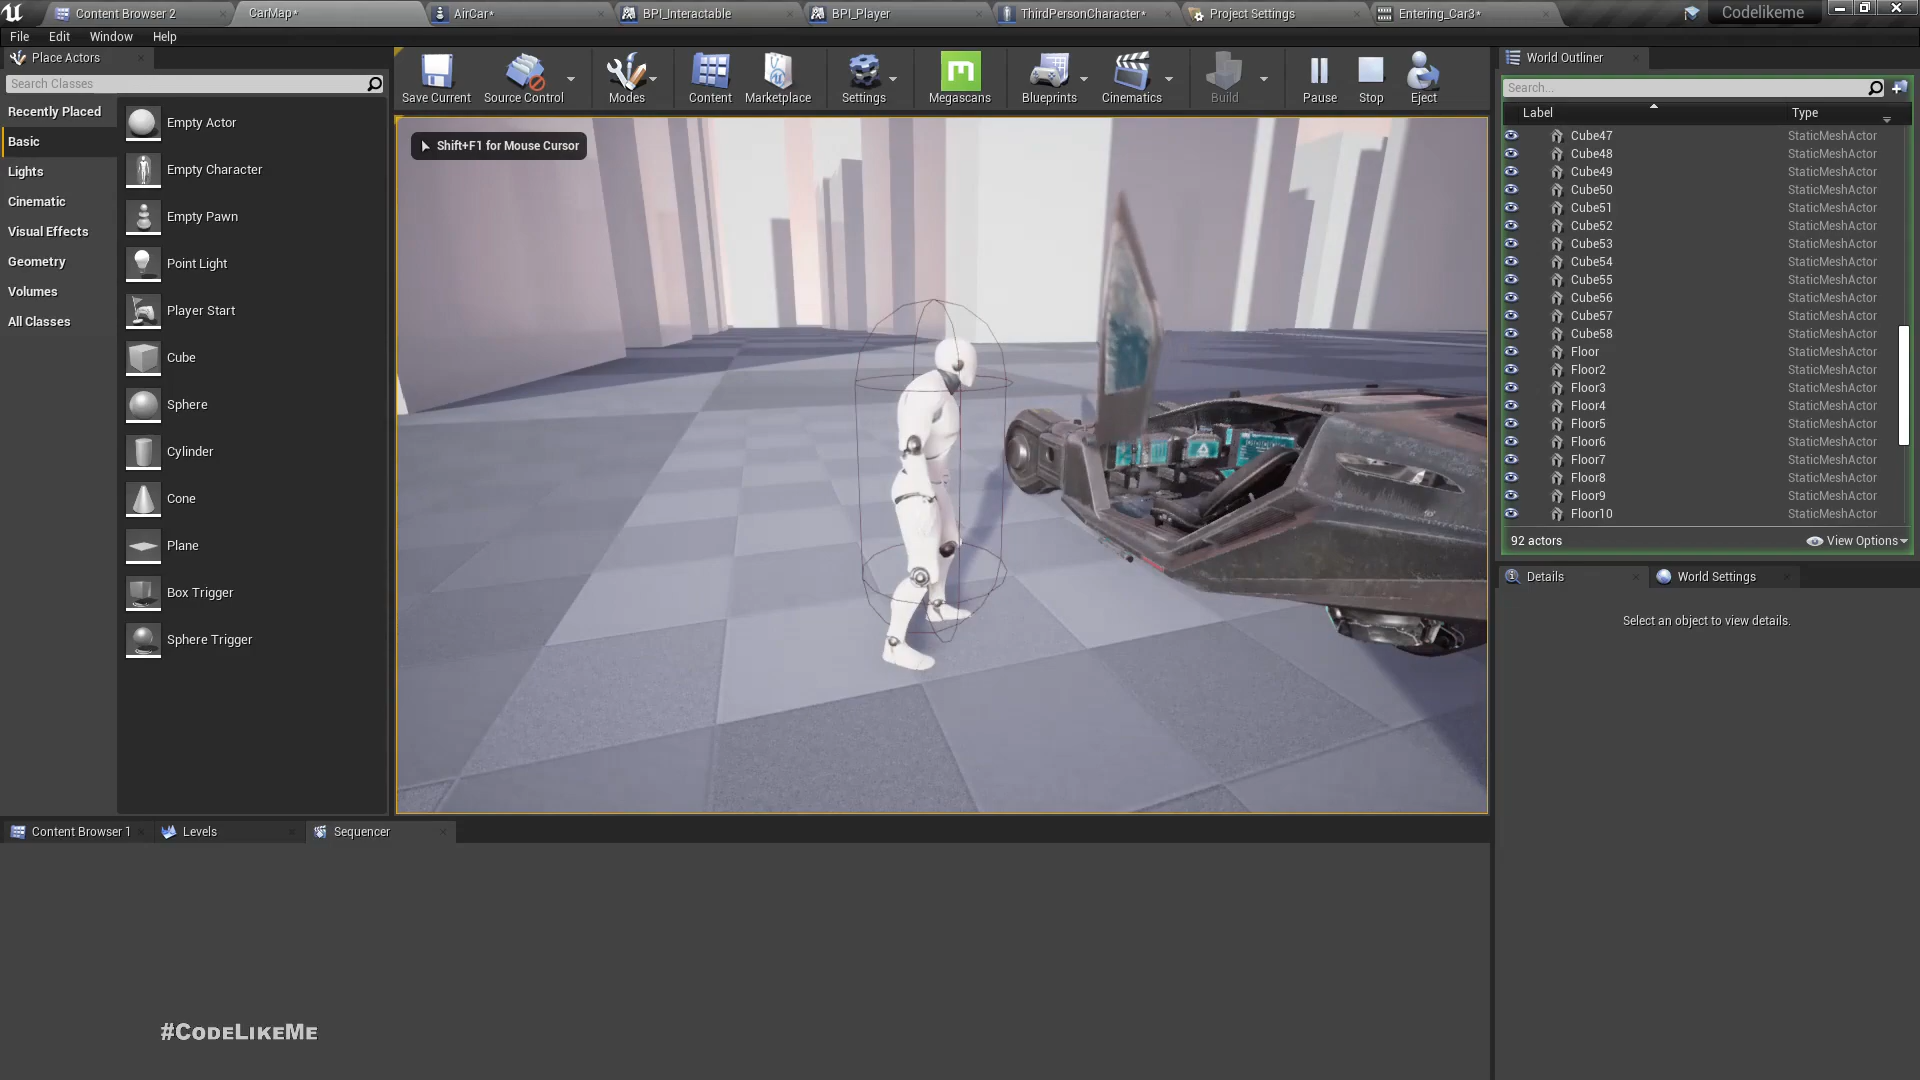 Content Browser 2
CarMap*
AirCar*
BPI_Interactable
BPI_Player
ThirdPersonCharacter*
Project Settings
Entering_Car3*
Codelikeme
File
Edit
Window
Help
Place Actors
Search Classes
Recently Placed
Basic
Lights
Cinematic
Visual Effects
Geometry
Volumes
All Classes
Empty Actor
Empty Character
Empty Pawn
Point Light
Player Start
Cube
Sphere
Cylinder
Cone
Plane
Box Trigger
Sphere Trigger
Save Current
Source Control
Modes
Content
Marketplace
Settings
Megascans
Blueprints
Cinematics
Build
Pause
Stop
Eject
Shift+F1 for Mouse Cursor
World Outliner
Search...
Label
Type
Cube47 StaticMeshActor
Cube48 StaticMeshActor
Cube49 StaticMeshActor
Cube50 StaticMeshActor
Cube51 StaticMeshActor
Cube52 StaticMeshActor
Cube53 StaticMeshActor
Cube54 StaticMeshActor
Cube55 StaticMeshActor
Cube56 StaticMeshActor
Cube57 StaticMeshActor
Cube58 StaticMeshActor
Floor StaticMeshActor
Floor2 StaticMeshActor
Floor3 StaticMeshActor
Floor4 StaticMeshActor
Floor5 StaticMeshActor
Floor6 StaticMeshActor
Floor7 StaticMeshActor
Floor8 StaticMeshActor
Floor9 StaticMeshActor
Floor10 StaticMeshActor
92 actors
View Options
Details
World Settings
Select an object to view details.
Content Browser 1
Levels
Sequencer
#CodeLikeMe